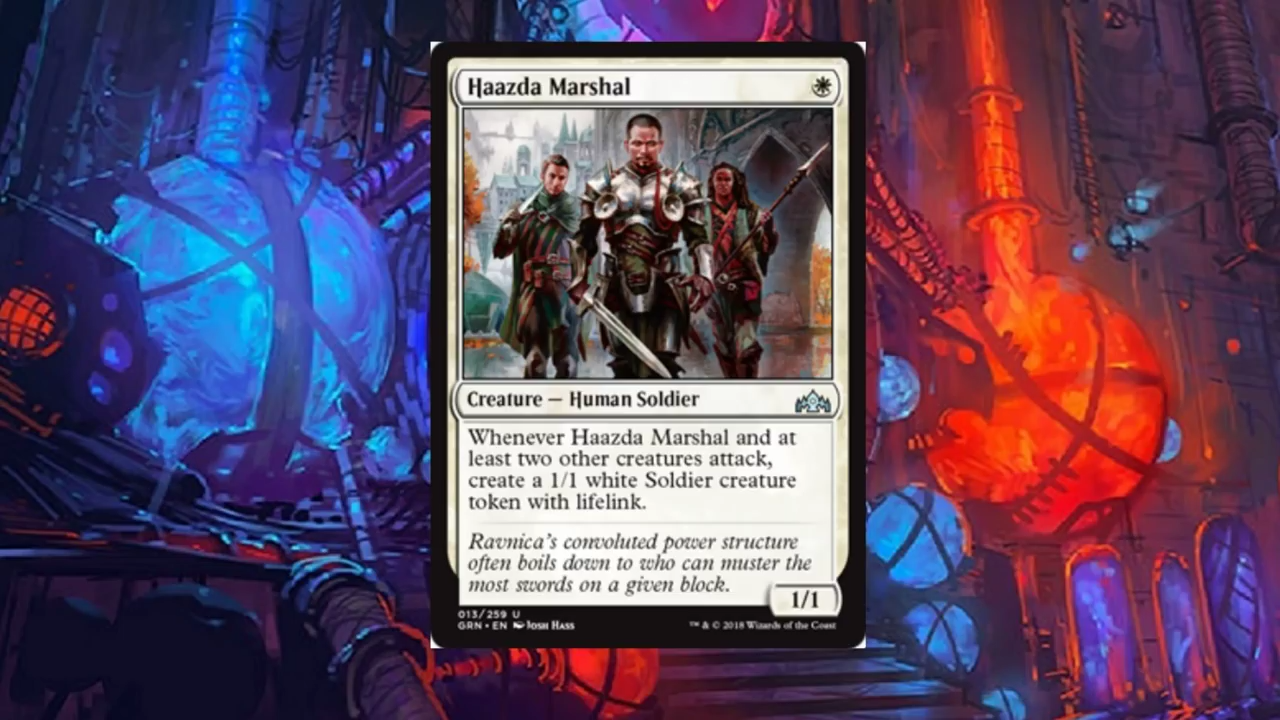 Haazda Marshal
Creature — Human Soldier
Whenever Haazda Marshal and at
least two other creatures attack,
create a 1/1 white Soldier creature
token with lifelink.
Ravnica's convoluted power structure
often boils down to who can muster the
most swords on a given block.
1/1
013/259 U
GRN • EN Josh Hass
™ & © 2018 Wizards of the Coast